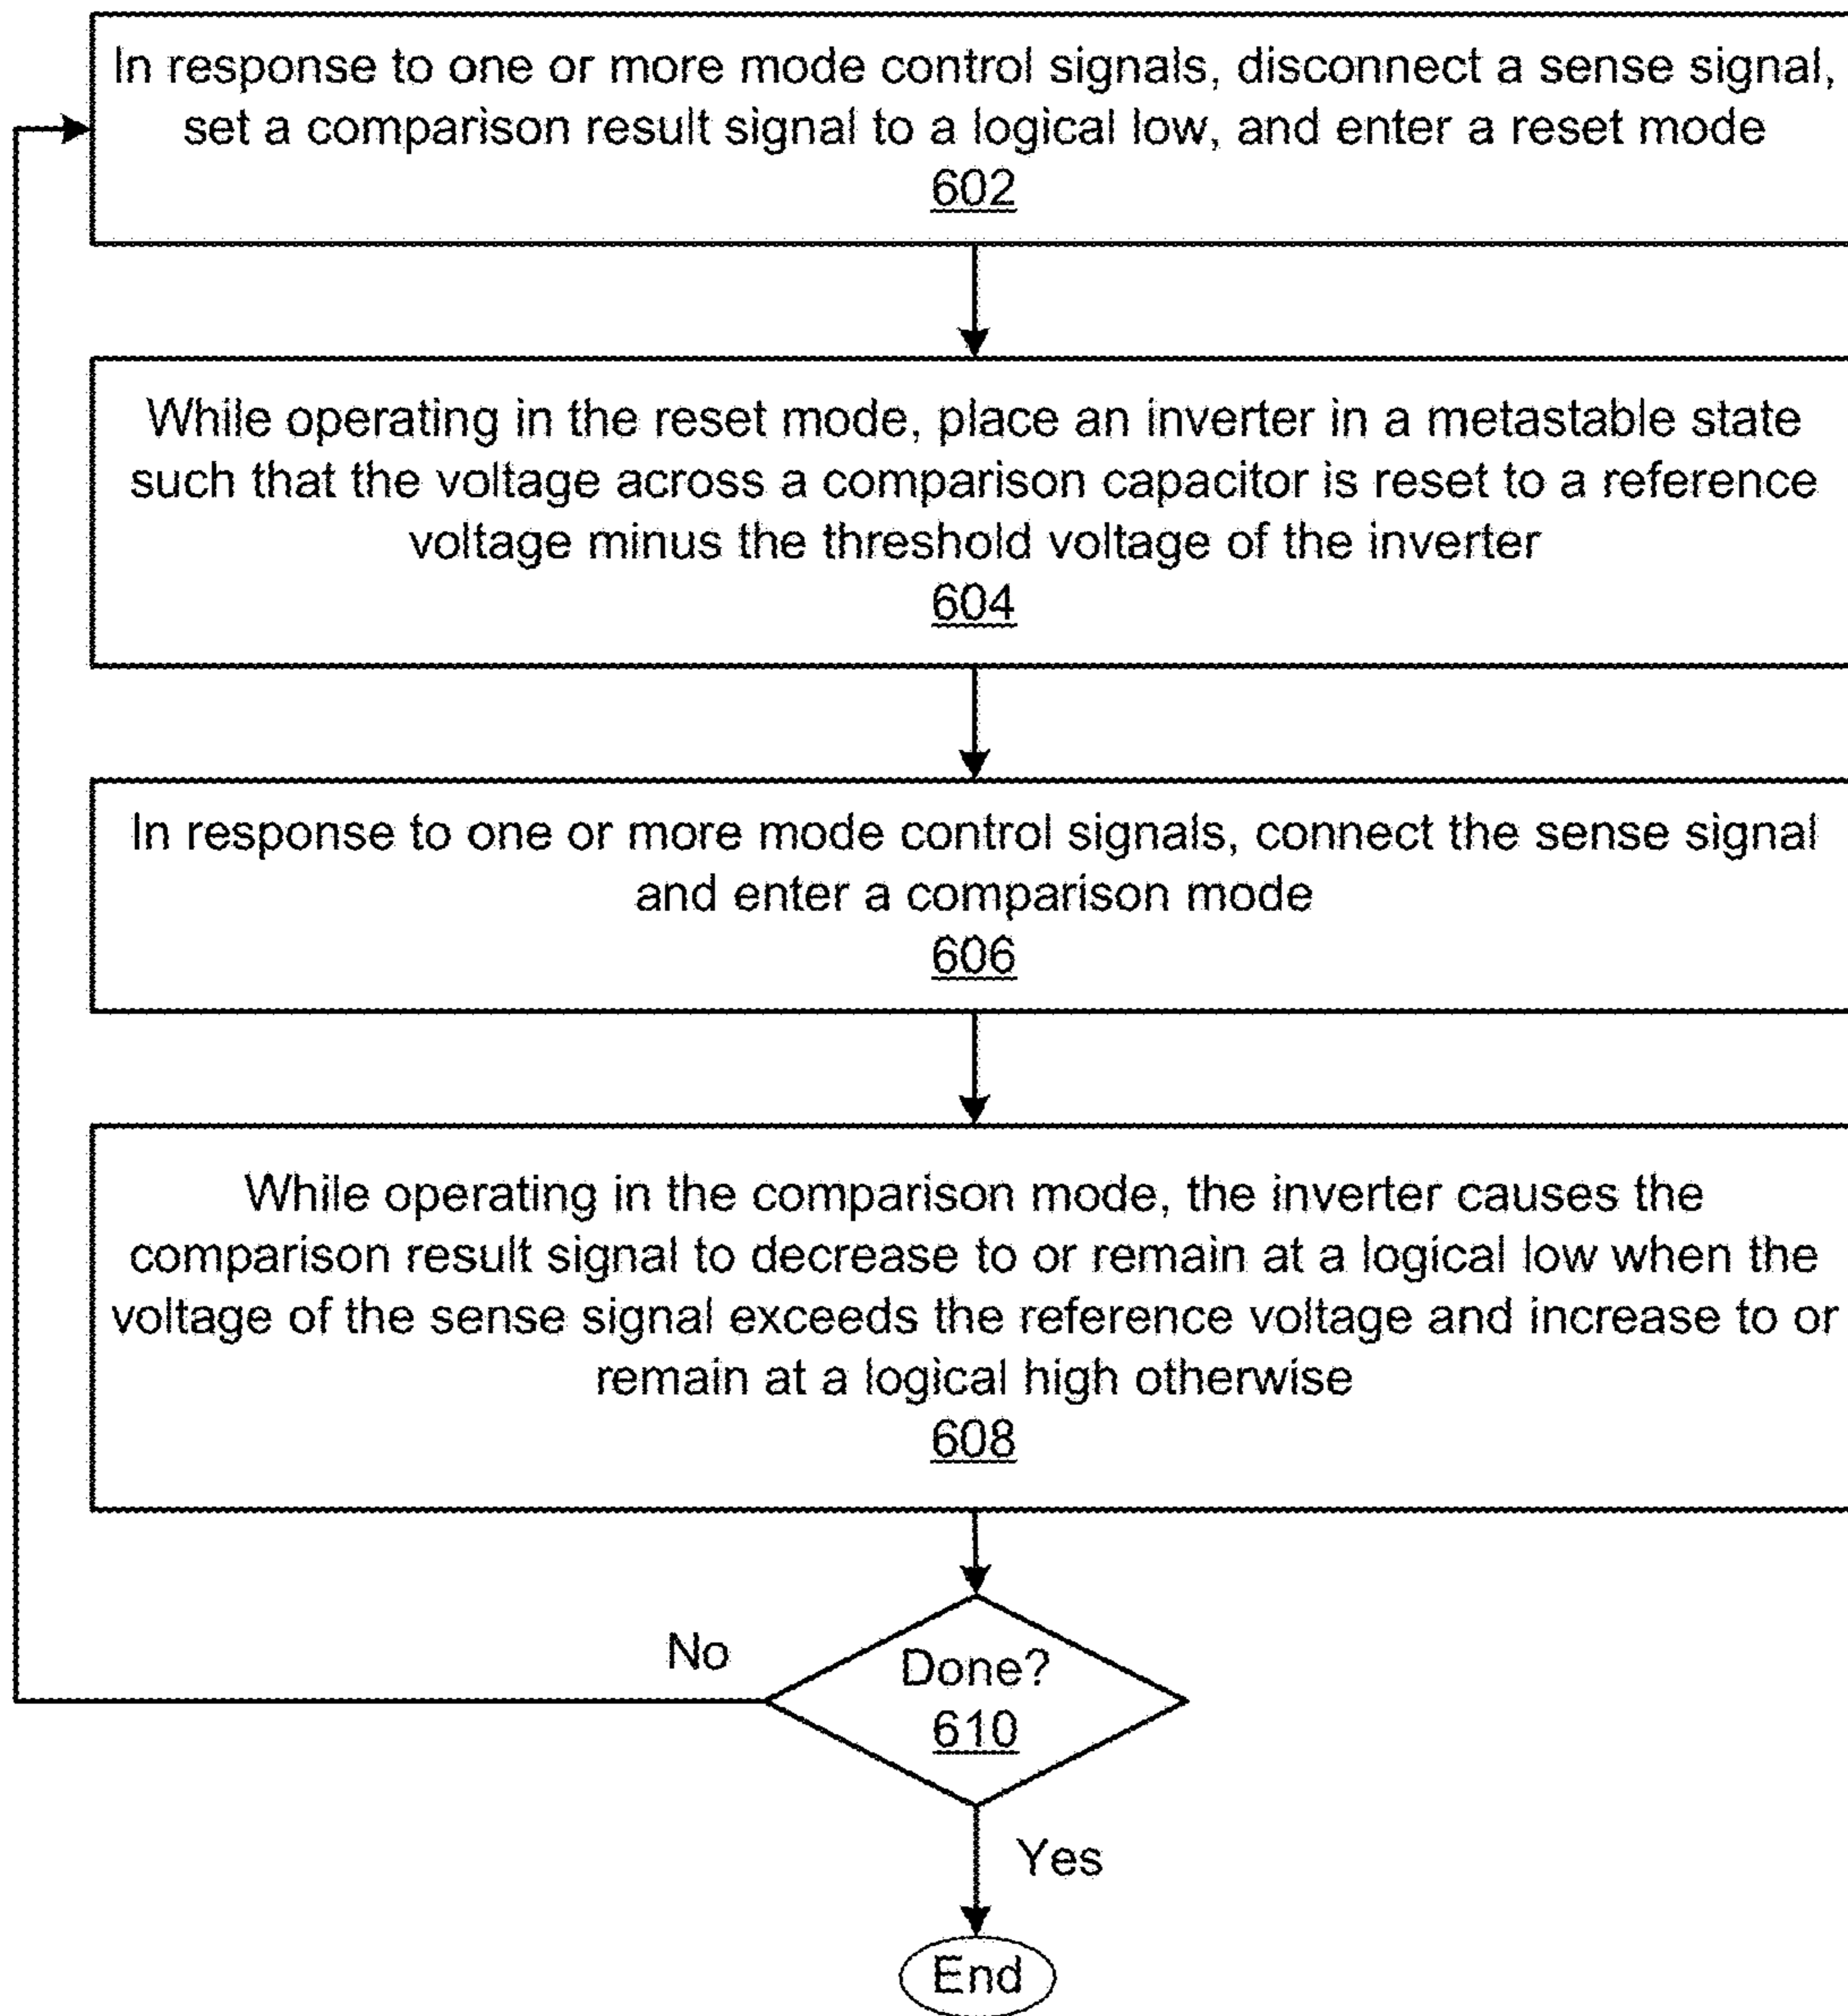 In response to one or more mode control signals, disconnect a sense signal,
set a comparison result signal to a logical low, and enter a reset mode
602
While operating in the reset mode, place an inverter in a metastable state
such that the voltage across a comparison capacitor is reset to a reference
voltage minus the threshold voltage of the inverter
604
In response to one or more mode control signals, connect the sense signal
and enter a comparison mode
606
While operating in the comparison mode, the inverter causes the
comparison result signal to decrease to or remain at a logical low when the
voltage of the sense signal exceeds the reference voltage and increase to or
remain at a logical high otherwise
608
No
Done?
610
Yes
End